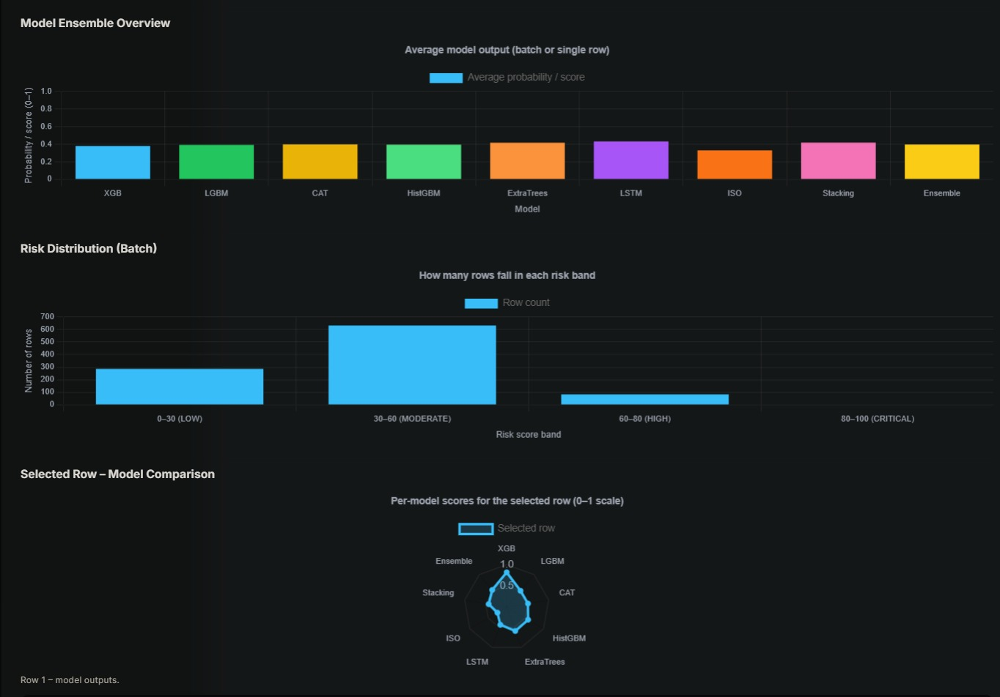 Model Ensemble Overview
Average model output (batch or single row)
Average probability / score
Probability / score (0–1)
1.0
0.8
0.6
0.4
0.2
0
XGB LGBM CAT HistGBM ExtraTrees LSTM ISO Stacking Ensemble
Model
Risk Distribution (Batch)
How many rows fall in each risk band
Row count
Number of rows
700
600
500
400
300
200
100
0
0–30 (LOW) 30–60 (MODERATE) 60–80 (HIGH) 80–100 (CRITICAL)
Risk score band
Selected Row – Model Comparison
Per-model scores for the selected row (0–1 scale)
Selected row
XGB
Ensemble 1.0 LGBM
0.5
Stacking CAT
ISO HistGBM
LSTM ExtraTrees
Row 1 – model outputs.